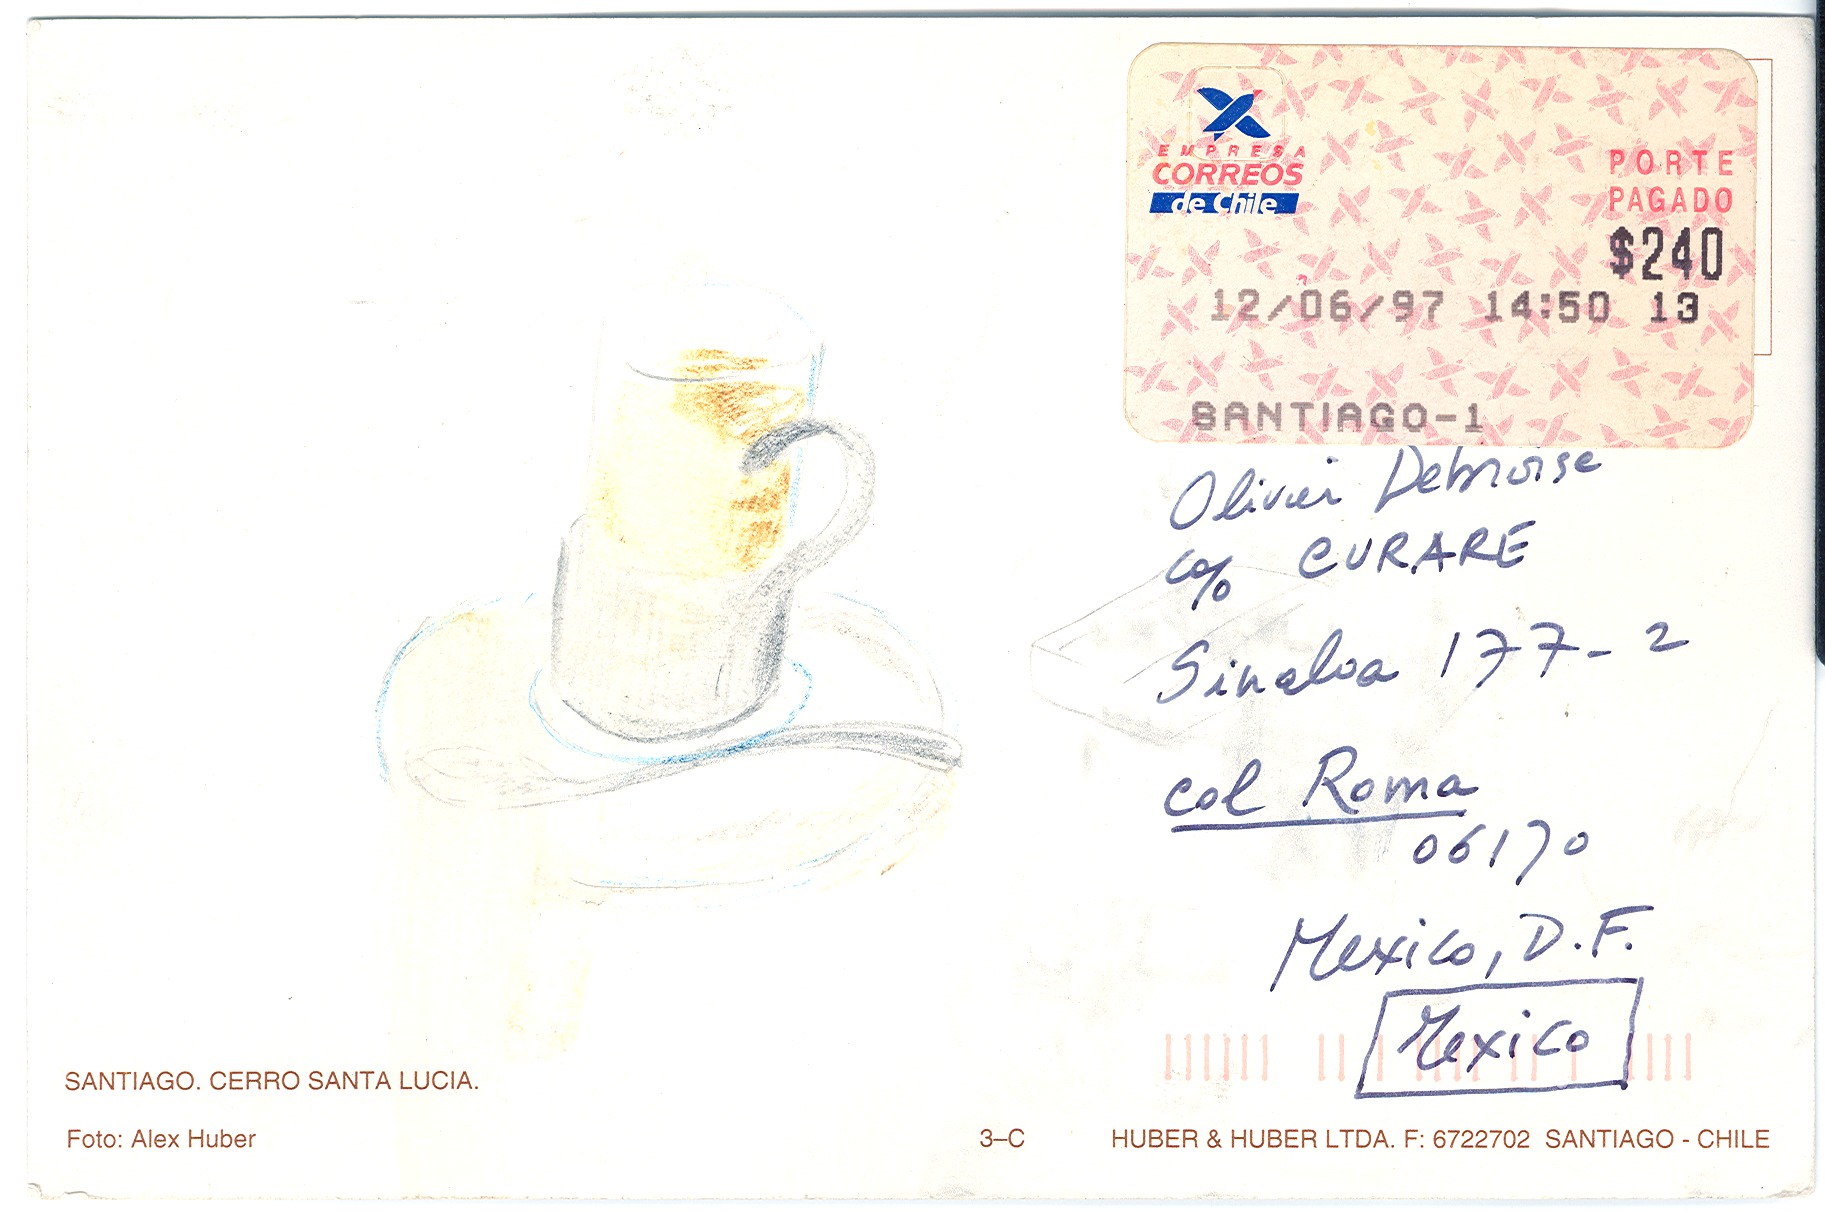 EMPRESA
CORREOS
de Chile
PORTE
PAGADO
$240
12/06/97 14:50 13
SANTIAGO-1
Olivier Debroise
c/o CURARE
Sinaloa 177-2
col Roma
06170
Mexico, D.F.
Mexico
SANTIAGO. CERRO SANTA LUCIA.
Foto: Alex Huber
3–C
HUBER & HUBER LTDA. F: 6722702 SANTIAGO - CHILE